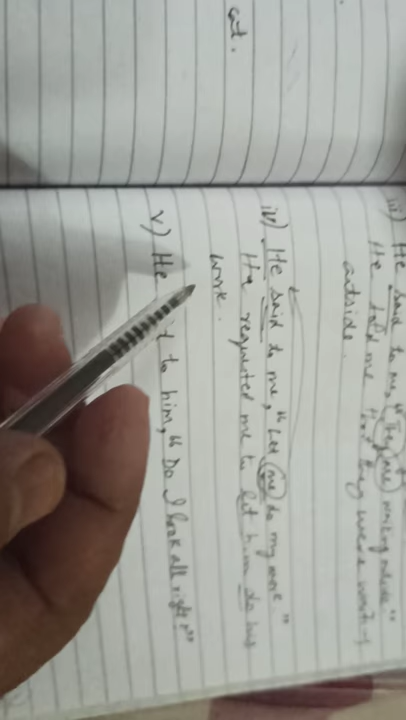 at.
iii) He said to me, "They are waiting outside"
He told me that they were waiting
outside.
iv) He said to me, "Let me do my work"
He requested me to let him do his
work.
v) He to him, "Do I look all right?"